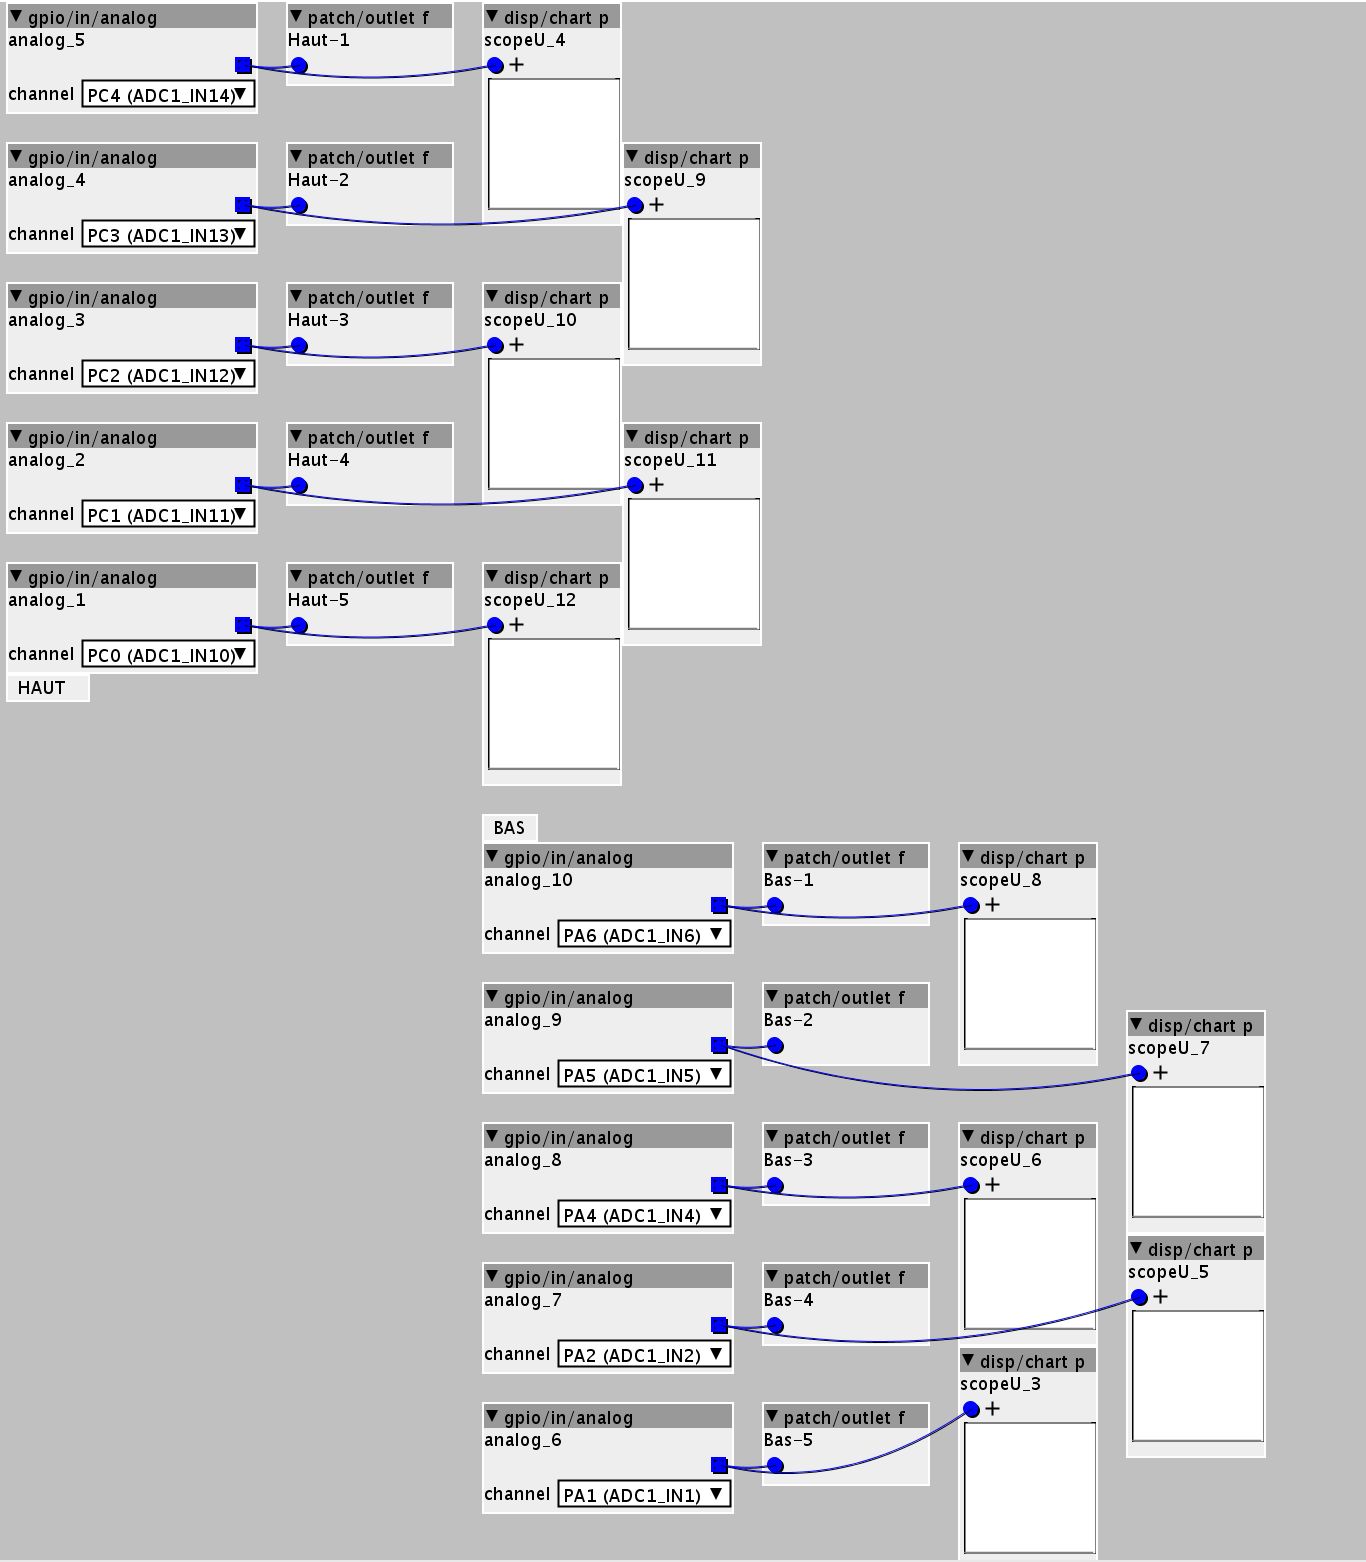 ▼ gpio/in/analog
analog_5
channel PC4 (ADC1_IN14)▼
▼ patch/outlet f
Haut-1
▼ disp/chart p
scopeU_4
+
▼ gpio/in/analog
analog_4
channel PC3 (ADC1_IN13)▼
▼ patch/outlet f
Haut-2
▼ disp/chart p
scopeU_9
+
▼ gpio/in/analog
analog_3
channel PC2 (ADC1_IN12)▼
▼ patch/outlet f
Haut-3
▼ disp/chart p
scopeU_10
+
▼ gpio/in/analog
analog_2
channel PC1 (ADC1_IN11)▼
▼ patch/outlet f
Haut-4
▼ disp/chart p
scopeU_11
+
▼ gpio/in/analog
analog_1
channel PC0 (ADC1_IN10)▼
▼ patch/outlet f
Haut-5
▼ disp/chart p
scopeU_12
+
HAUT
BAS
▼ gpio/in/analog
analog_10
channel PA6 (ADC1_IN6) ▼
▼ patch/outlet f
Bas-1
▼ disp/chart p
scopeU_8
+
▼ gpio/in/analog
analog_9
channel PA5 (ADC1_IN5) ▼
▼ patch/outlet f
Bas-2
▼ disp/chart p
scopeU_7
+
▼ gpio/in/analog
analog_8
channel PA4 (ADC1_IN4) ▼
▼ patch/outlet f
Bas-3
▼ disp/chart p
scopeU_6
+
▼ gpio/in/analog
analog_7
channel PA2 (ADC1_IN2) ▼
▼ patch/outlet f
Bas-4
▼ disp/chart p
scopeU_5
+
▼ gpio/in/analog
analog_6
channel PA1 (ADC1_IN1) ▼
▼ patch/outlet f
Bas-5
▼ disp/chart p
scopeU_3
+